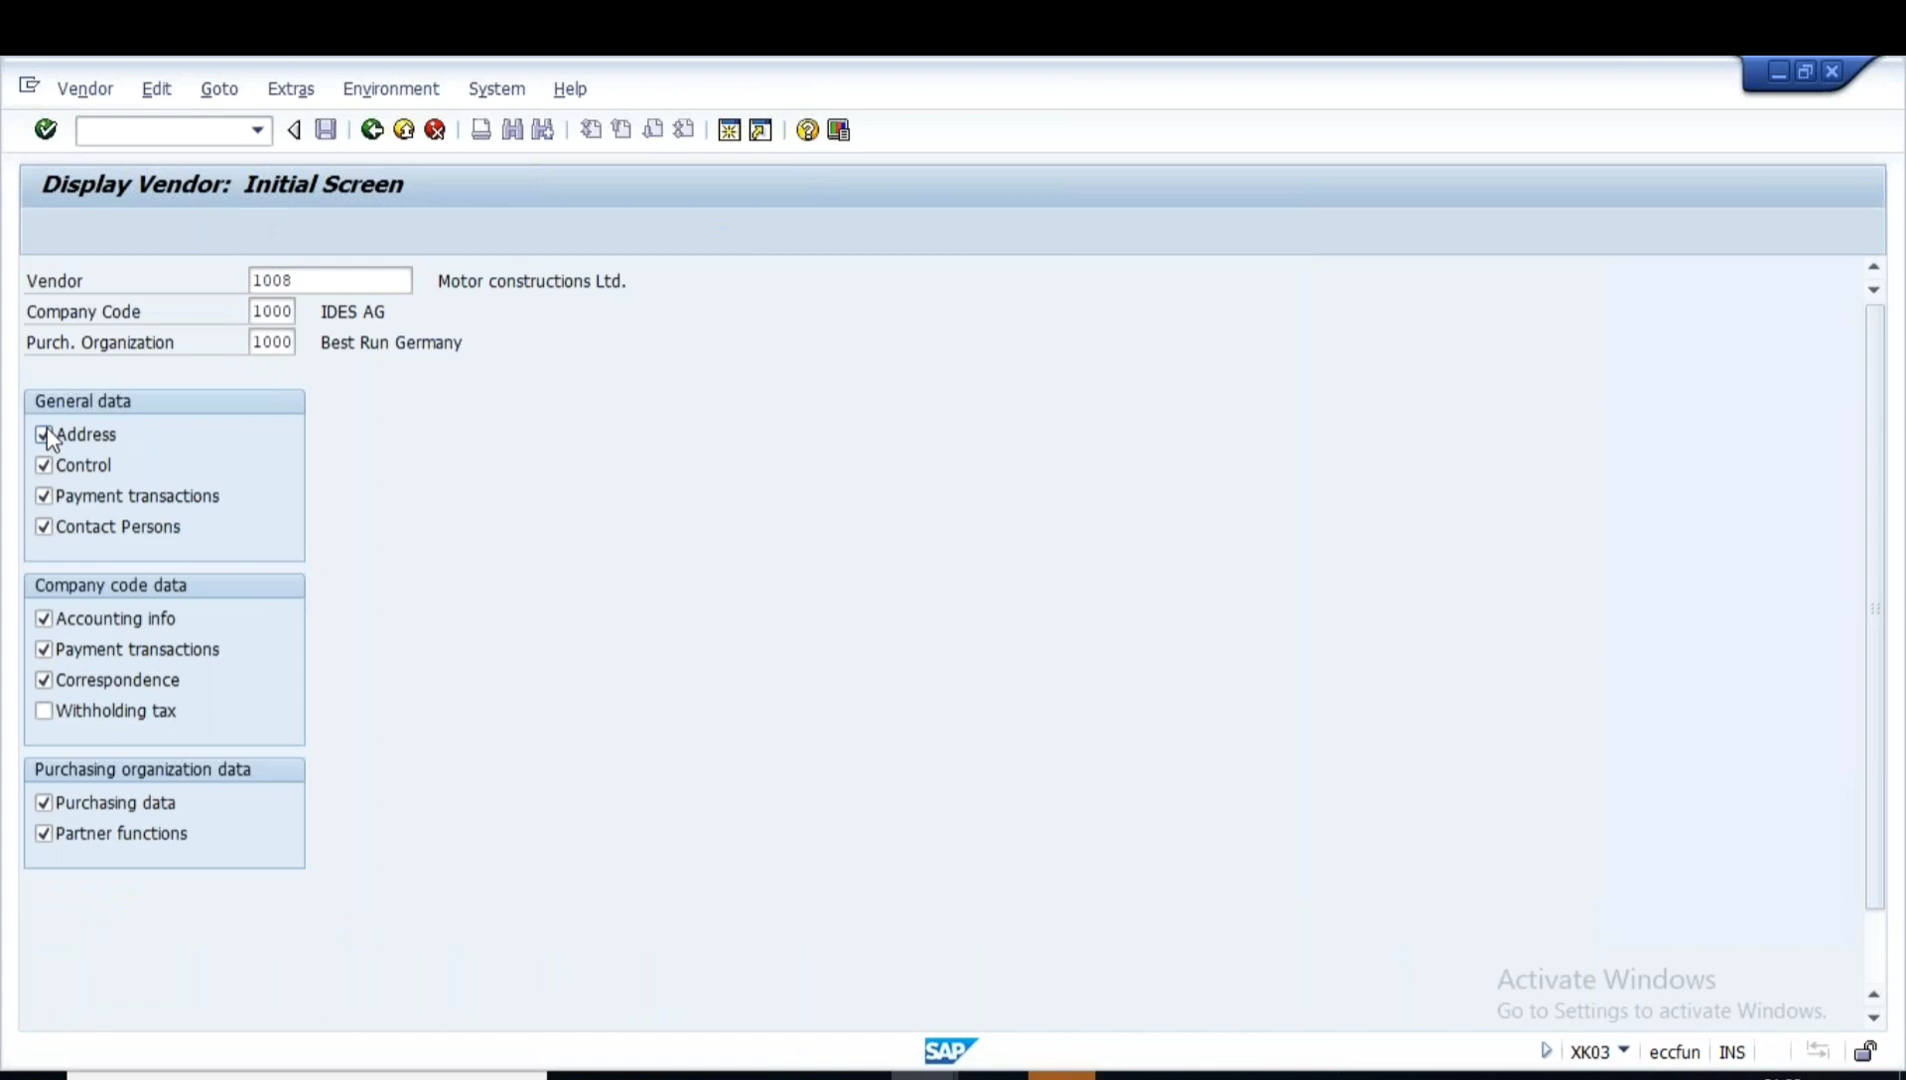 Vendor Edit Goto Extras Environment System Help
Display Vendor: Initial Screen
Vendor 1008 Motor constructions Ltd.
Company Code 1000 IDES AG
Purch. Organization 1000 Best Run Germany
General data
Address
Control
Payment transactions
Contact Persons
Company code data
Accounting info
Payment transactions
Correspondence
Withholding tax
Purchasing organization data
Purchasing data
Partner functions
Activate Windows
Go to Settings to activate Windows.
SAP XK03 eccfun INS